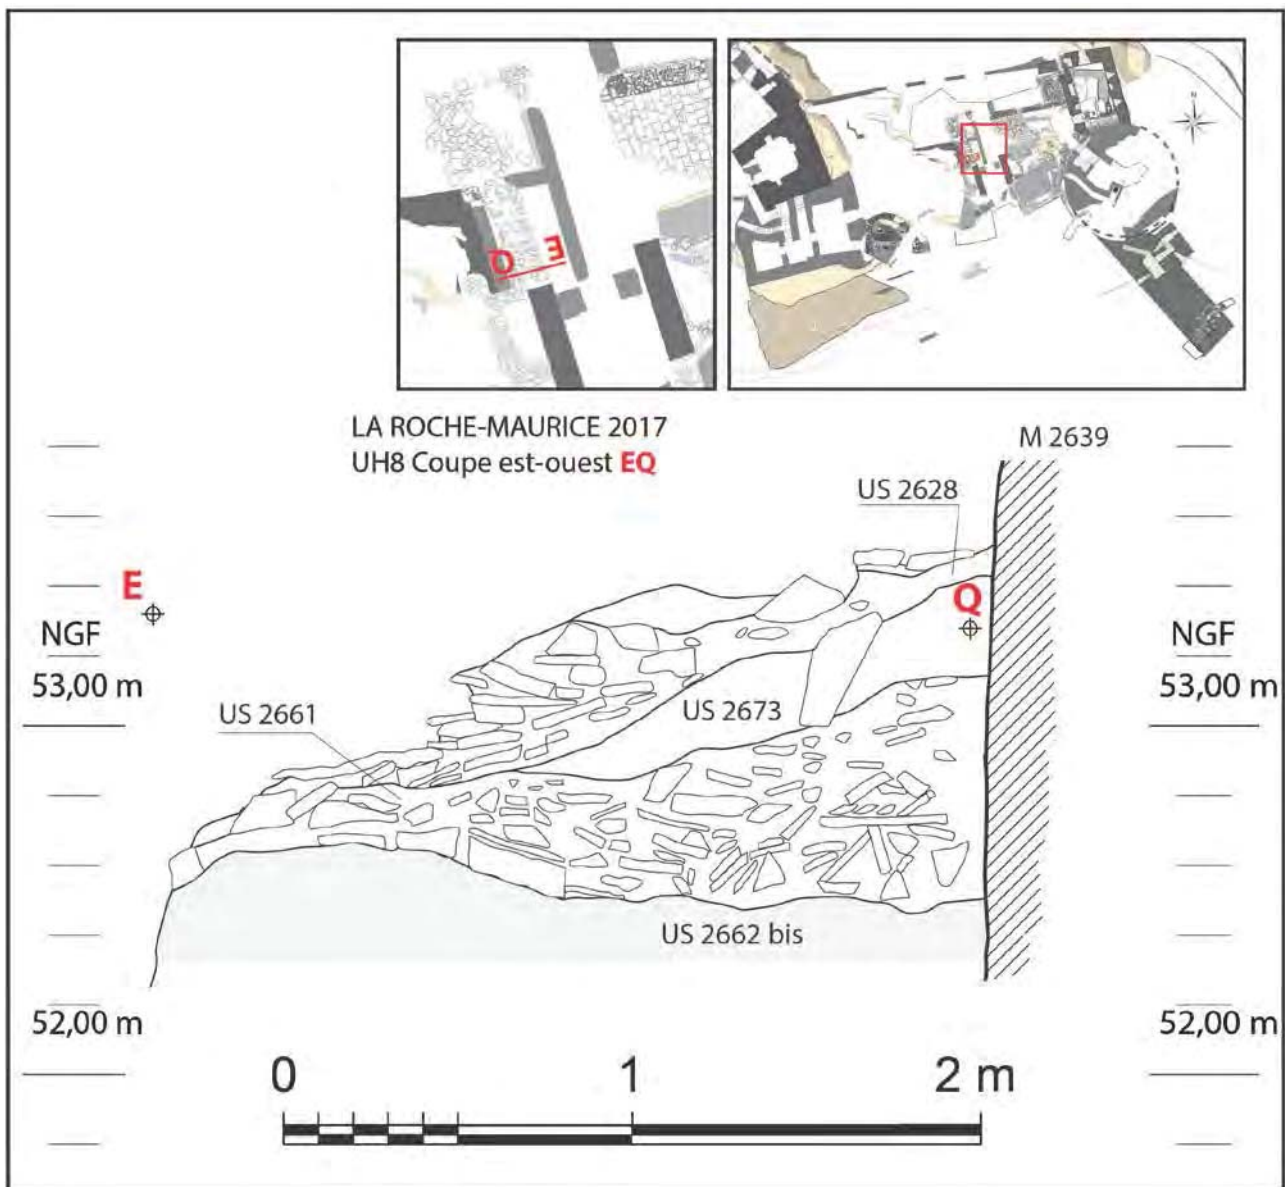 Q E
N
LA ROCHE-MAURICE 2017
UH8 Coupe est-ouest EQ
M 2639
US 2628
E
Q
NGF
NGF
53,00 m
53,00 m
US 2661
US 2673
US 2662 bis
52,00 m
52,00 m
0 1 2 m